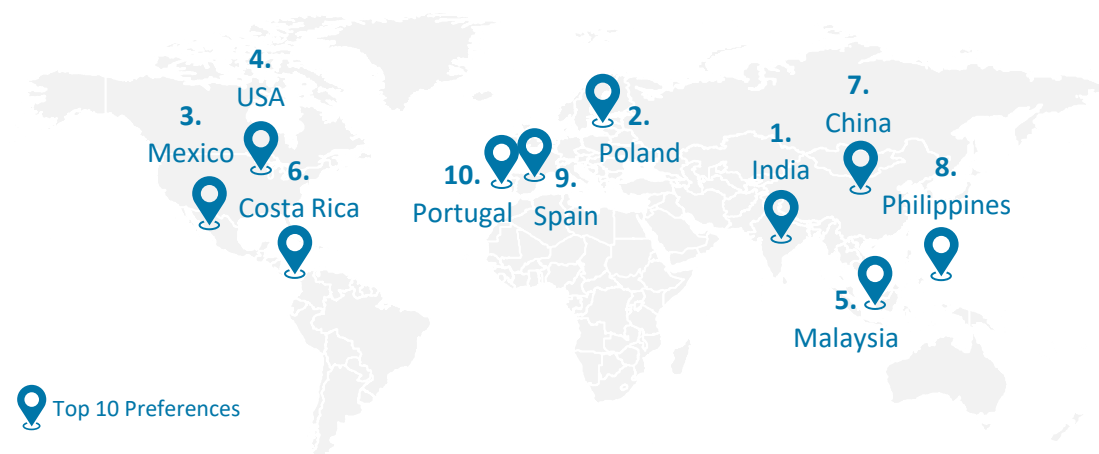 4.
USA
3.
Mexico
6.
Costa Rica
10.
Portugal
9.
Spain
2.
Poland
1.
India
7.
China
8.
Philippines
5.
Malaysia
Top 10 Preferences